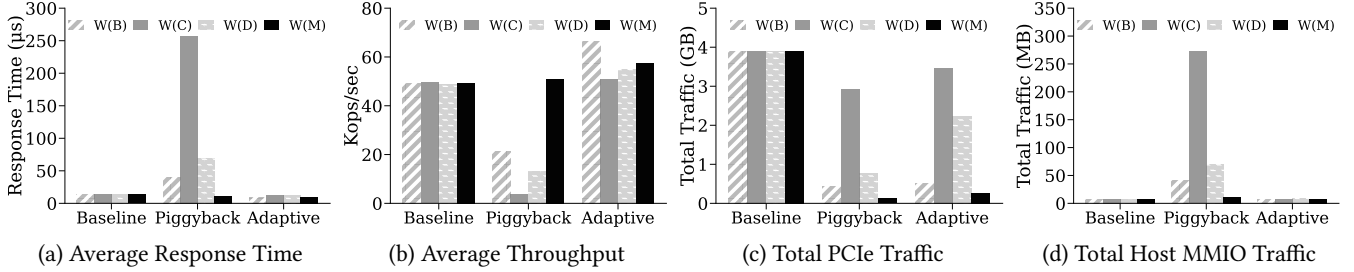 Response Time (µs)
300
250
200
150
100
50
0
W(B) W(C) W(D) W(M)
Baseline Piggyback Adaptive
(a) Average Response Time
Kops/sec
80
60
40
20
0
W(B) W(C) W(D) W(M)
Baseline Piggyback Adaptive
(b) Average Throughput
Total Traffic (GB)
5
4
3
2
1
0
W(B) W(C) W(D) W(M)
Baseline Piggyback Adaptive
(c) Total PCIe Traffic
Total Traffic (MB)
350
300
250
200
150
100
50
0
W(B) W(C) W(D) W(M)
Baseline Piggyback Adaptive
(d) Total Host MMIO Traffic